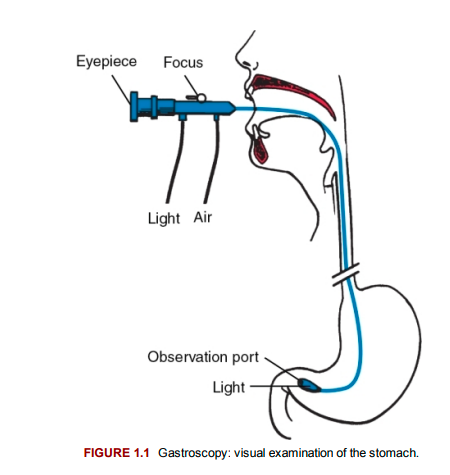 Eyepiece
Focus
Light
Air
Observation port
Light
FIGURE 1.1 Gastroscopy: visual examination of the stomach.